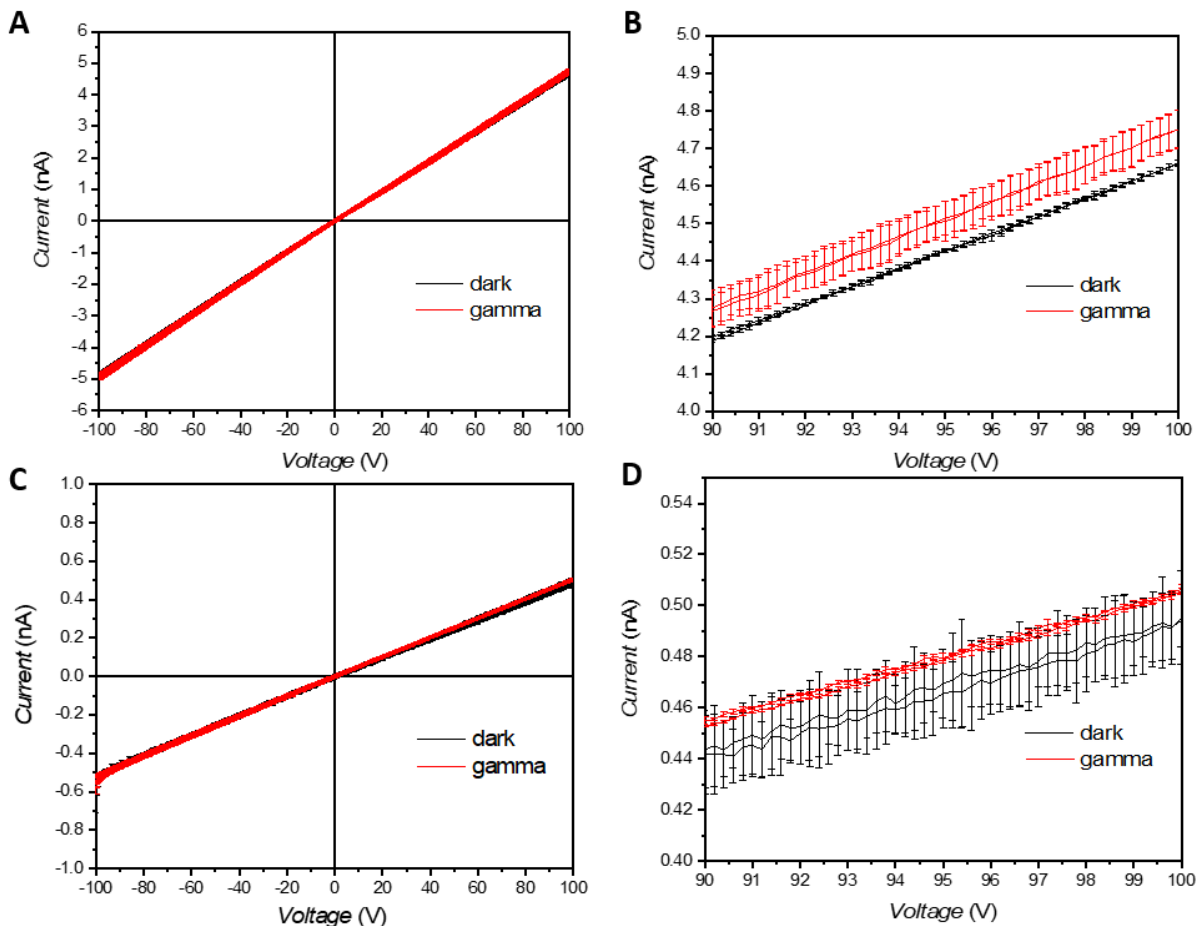 A
Current (nA)
6
5
4
3
2
1
0
-1
-2
-3
-4
-5
-6
dark
gamma
-100 -80 -60 -40 -20 0 20 40 60 80 100
Voltage (V)
B
Current (nA)
5.0
4.9
4.8
4.7
4.6
4.5
4.4
4.3
4.2
4.1
4.0
dark
gamma
90 91 92 93 94 95 96 97 98 99 100
Voltage (V)
C
Current (nA)
1.0
0.8
0.6
0.4
0.2
0.0
-0.2
-0.4
-0.6
-0.8
-1.0
dark
gamma
-100 -80 -60 -40 -20 0 20 40 60 80 100
Voltage (V)
D
Current (nA)
0.54
0.52
0.50
0.48
0.46
0.44
0.42
0.40
dark
gamma
90 91 92 93 94 95 96 97 98 99 100
Voltage (V)